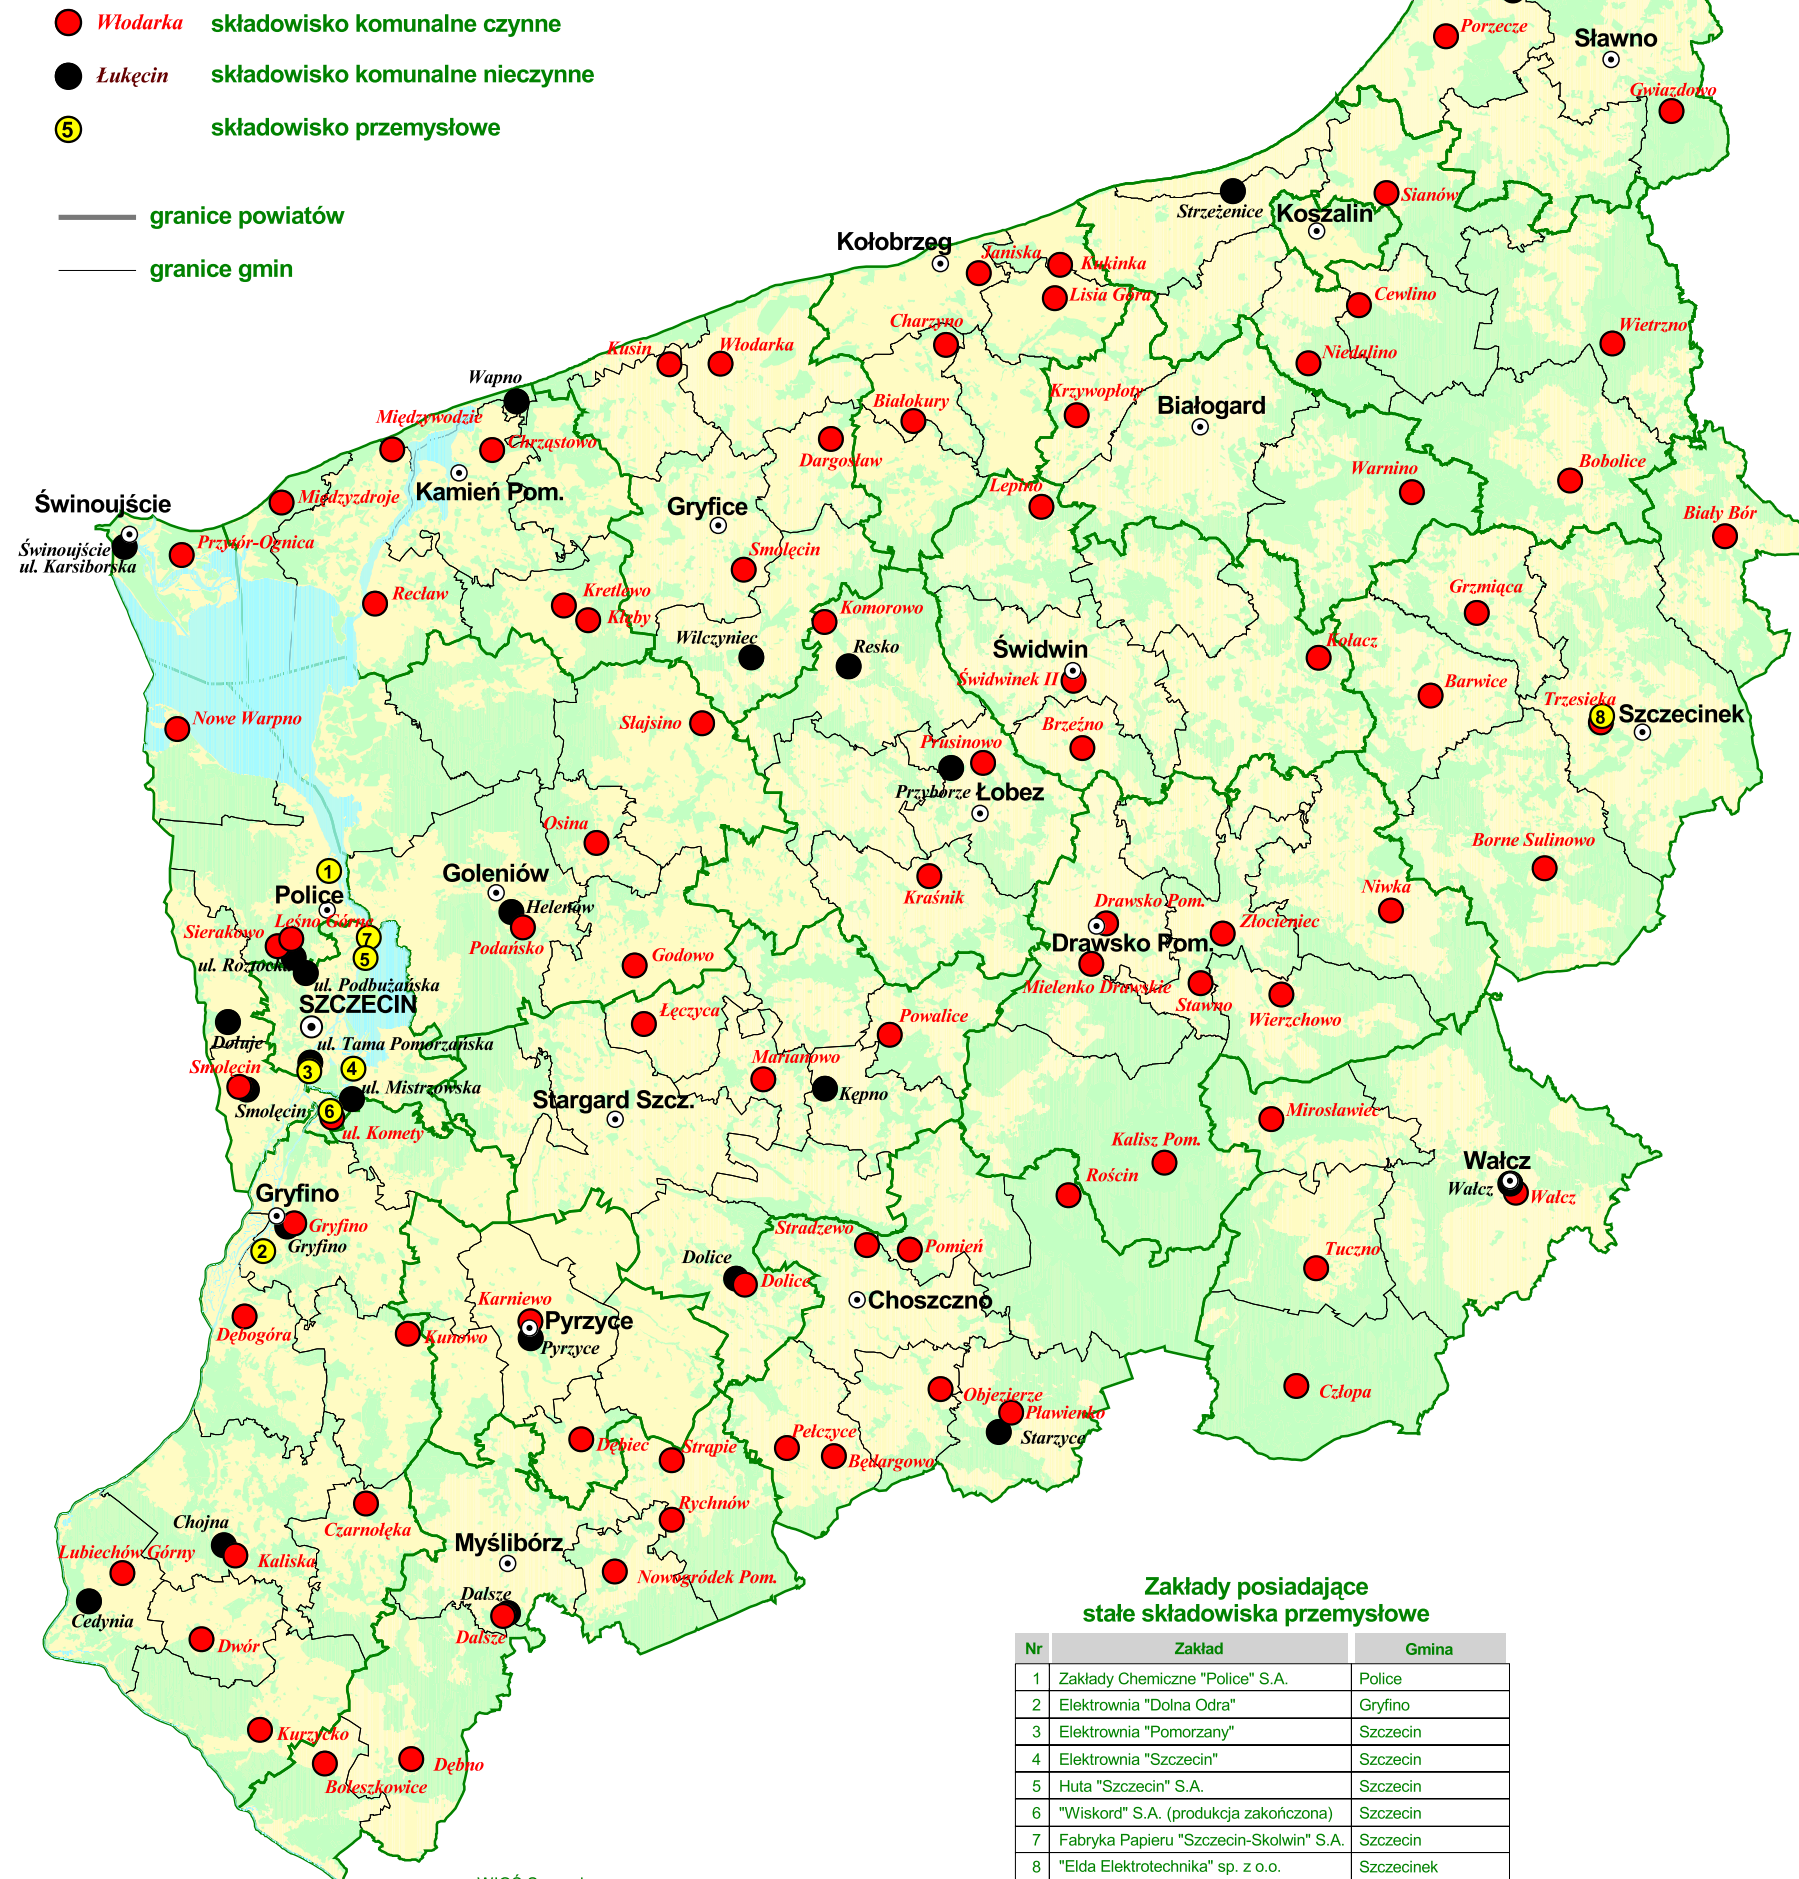 Włodarka składowisko komunalne czynne
Łukęcin składowisko komunalne nieczynne
5 składowisko przemysłowe
granice powiatów
granice gmin
Porzecze
Sławno
Gwiazdowo
Sianów
Strzeżenice
Koszalin
Kołobrzeg
Janiska
Kukinka
Lisia Góra
Cewlino
Charzyno
Wietrzno
Niedalino
Kusin
Włodarka
Wapno
Międzywodzie
Białokury
Krzywopłoty
Białogard
Chrząstowo
Dargosław
Warnino
Bobolice
Kamień Pom.
Międzyzdroje
Lepino
Świnoujście
Gryfice
Biały Bór
Świnoujście
ul. Karsiborska
Przytór-Ognica
Smolęcin
Recław
Kretlewo
Kłęby
Komorowo
Grzmiąca
Wilczyniec
Resko
Świdwin
Kołacz
Świdwinek II
Barwice
Trzesieka
8
Szczecinek
Nowe Warpno
Słajsino
Brzeźno
Prusinowo
Przyborze
Łobez
Osina
Borne Sulinowo
1
Goleniów
Police
Helenów
Kraśnik
Niwka
Leśno Górne
Sierakowo
7
Podańsko
Drawsko Pom.
Złocieniec
Drawsko Pom.
ul. Roztocka
5
Godowo
ul. Podbużańska
Mielenko Drawskie
Stawno
Wierzchowo
SZCZECIN
Łęczyca
Powalice
Dołuje
ul. Tama Pomorzańska
Marianowo
Smolęcin
3
4
ul. Mistrzowska
Kępno
Smolęcin
6
Stargard Szcz.
Mirosławiec
ul. Komety
Kalisz Pom.
Wałcz
Rościn
Wałcz
Wałcz
Gryfino
Gryfino
Gryfino
2
Stradzewo
Pomień
Tuczno
Dolice
Dolice
Choszczno
Karniewo
Pyrzyce
Pyrzyce
Dębogóra
Kunowo
Objezierze
Człopa
Pławienko
Starzyce
Pełczyce
Będargowo
Dębiec
Strąpie
Rychnów
Czarnołęka
Chojna
Myślibórz
Lubiechów Górny
Kaliska
Nowogródek Pom.
Cedynia
Dalsze
Dalsze
Dwór
Kurzycko
Boleszkowice
Dębno
Zakłady posiadające
stałe składowiska przemysłowe
Nr Zakład Gmina
1 Zakłady Chemiczne "Police" S.A. Police
2 Elektrownia "Dolna Odra" Gryfino
3 Elektrownia "Pomorzany" Szczecin
4 Elektrownia "Szczecin" Szczecin
5 Huta "Szczecin" S.A. Szczecin
6 "Wiskord" S.A. (produkcja zakończona) Szczecin
7 Fabryka Papieru "Szczecin-Skolwin" S.A. Szczecin
8 "Elda Elektrotechnika" sp. z o.o. Szczecinek